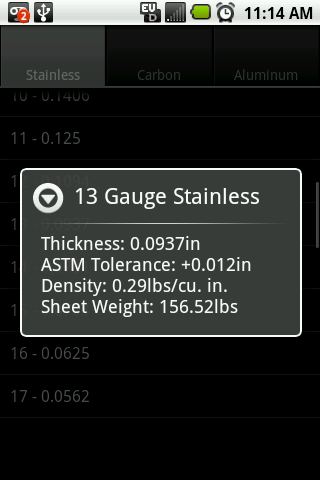 2
EV
D
11:14 AM
Stainless
Carbon
Aluminum
10 - 0.1406
11 - 0.125
13 Gauge Stainless
Thickness: 0.0937in
ASTM Tolerance: +0.012in
Density: 0.29lbs/cu. in.
Sheet Weight: 156.52lbs
16 - 0.0625
17 - 0.0562